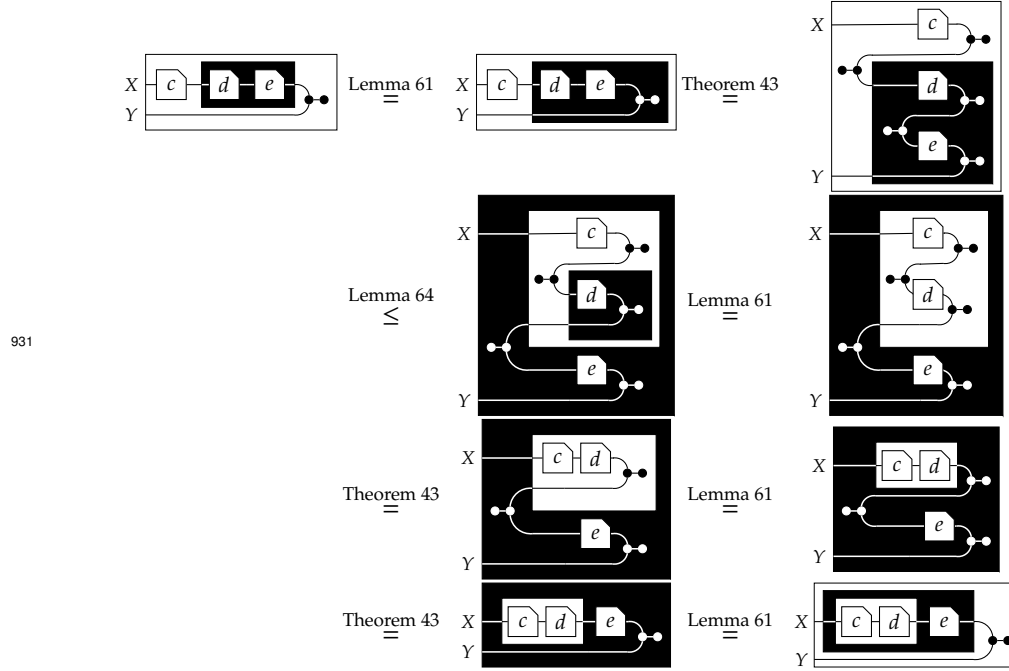 X
Y
c
d
e
Lemma 61
=
X
Y
c
d
e
Theorem 43
=
X
Y
c
d
e
931
Lemma 64
≤
X
Y
c
d
e
Lemma 61
=
X
Y
c
d
e
Theorem 43
=
X
Y
c
d
e
Lemma 61
=
X
Y
c
d
e
Theorem 43
=
X
Y
c
d
e
Lemma 61
=
X
Y
c
d
e